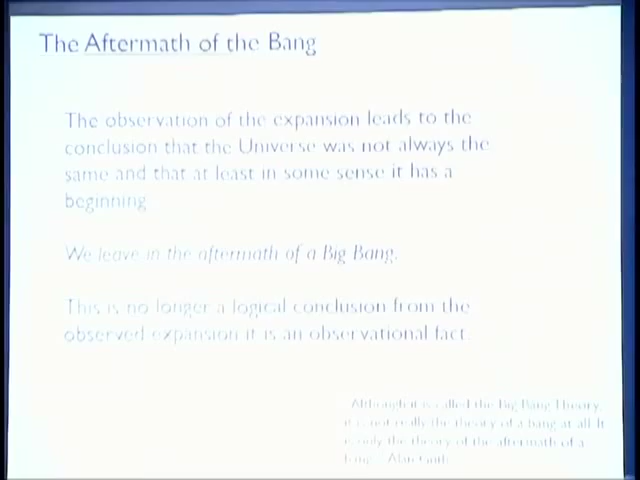 The Aftermath of the Bang
The observation of the expansion leads to the
conclusion that the Universe was not always the
same and that at least in some sense it has a
beginning
We leave in the aftermath of a Big Bang.
This is no longer a logical conclusion from the
observed expansion it is an observational fact.
Although it is called the Big Bang Theory,
it is not really the theory of a bang at all. It
is only the theory of the aftermath of a
bang. Alan Guth